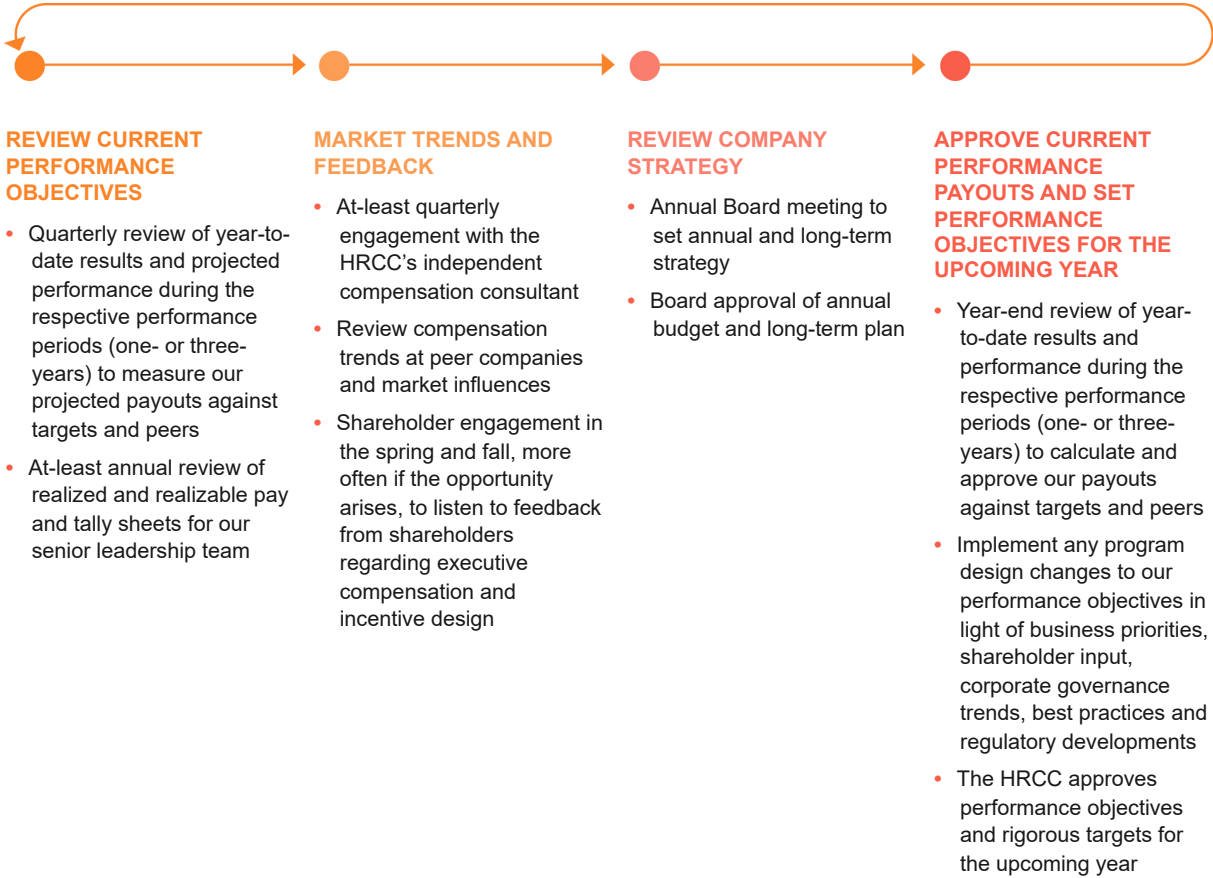 REVIEW CURRENT
PERFORMANCE
OBJECTIVES
• Quarterly review of year-to-
date results and projected
performance during the
respective performance
periods (one- or three-
years) to measure our
projected payouts against
targets and peers
• At-least annual review of
realized and realizable pay
and tally sheets for our
senior leadership team
MARKET TRENDS AND
FEEDBACK
• At-least quarterly
engagement with the
HRCC’s independent
compensation consultant
• Review compensation
trends at peer companies
and market influences
• Shareholder engagement in
the spring and fall, more
often if the opportunity
arises, to listen to feedback
from shareholders
regarding executive
compensation and
incentive design
REVIEW COMPANY
STRATEGY
• Annual Board meeting to
set annual and long-term
strategy
• Board approval of annual
budget and long-term plan
APPROVE CURRENT
PERFORMANCE
PAYOUTS AND SET
PERFORMANCE
OBJECTIVES FOR THE
UPCOMING YEAR
• Year-end review of year-
to-date results and
performance during the
respective performance
periods (one- or three-
years) to calculate and
approve our payouts
against targets and peers
• Implement any program
design changes to our
performance objectives in
light of business priorities,
shareholder input,
corporate governance
trends, best practices and
regulatory developments
• The HRCC approves
performance objectives
and rigorous targets for
the upcoming year